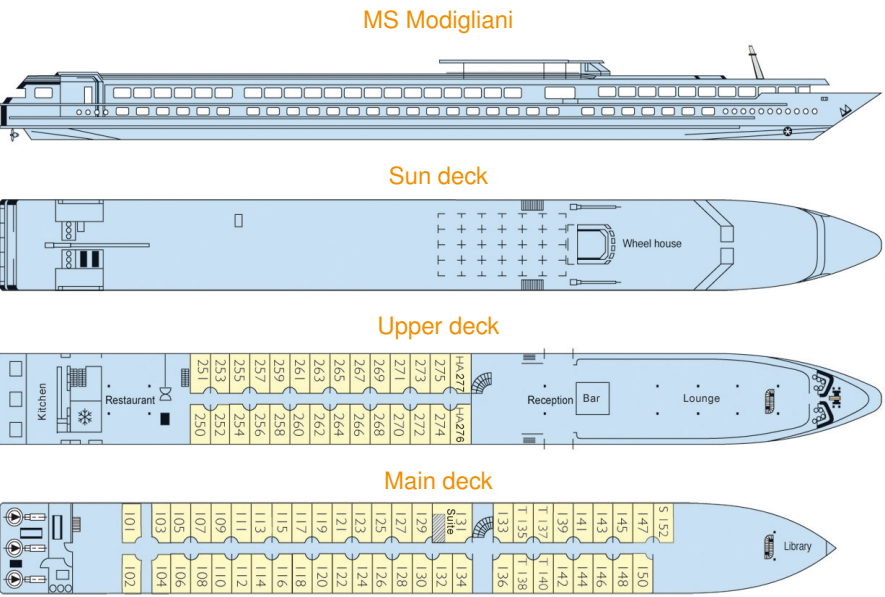 MS Modigliani
Sun deck
Wheel house
Upper deck
Kitchen
Restaurant
251 253 255 257 259 261 263 265 267 269 271 273 275 HA277
250 252 254 256 258 260 262 264 266 268 270 272 274 HA276
Reception
Bar
Lounge
Main deck
101 103 105 107 109 111 113 115 117 119 121 123 125 127 129 Suite 131 133 T 135 T 137 139 141 143 145 147 S 152
102 104 106 108 110 112 114 116 118 120 122 124 126 128 130 132 134 136 T 138 T 140 142 144 146 148 150
Library